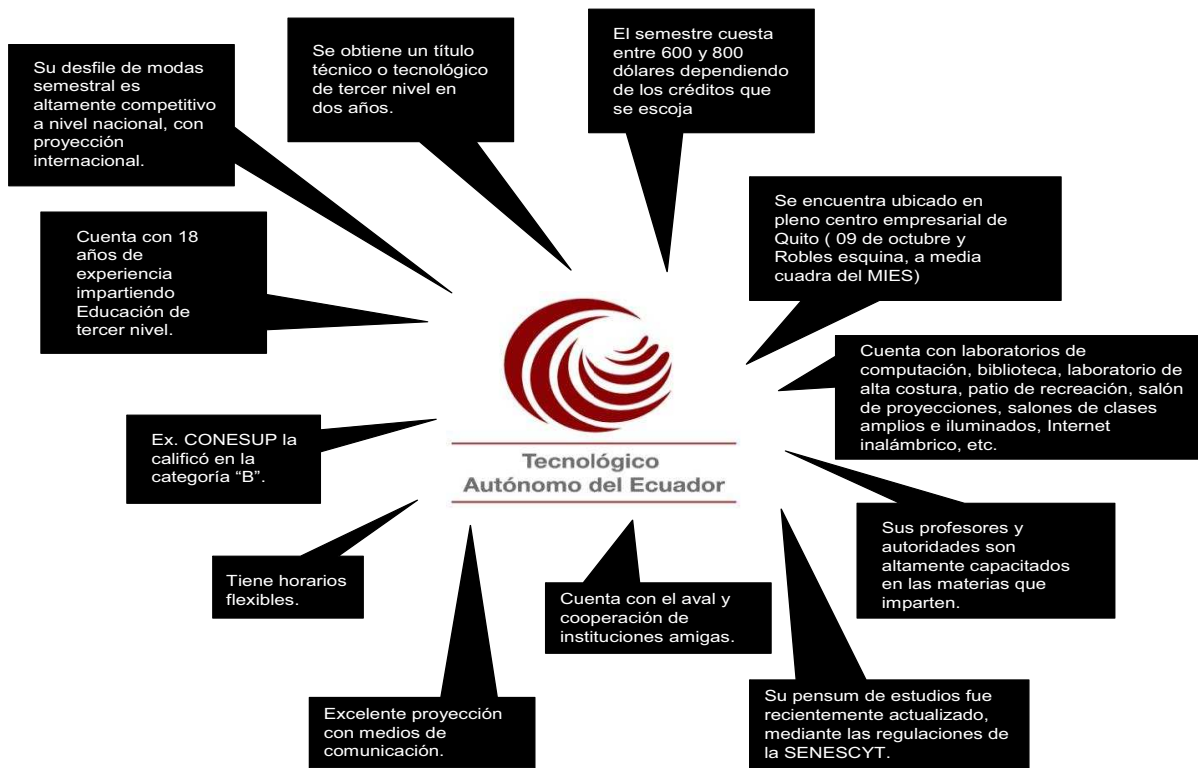 Su desfile de modas
semestral es
altamente competitivo
a nivel nacional, con
proyección
internacional.
Se obtiene un título
técnico o tecnológico
de tercer nivel en
dos años.
El semestre cuesta
entre 600 y 800
dólares dependiendo
de los créditos que
se escoja
Cuenta con 18
años de
experiencia
impartiendo
Educación de
tercer nivel.
Se encuentra ubicado en
pleno centro empresarial de
Quito ( 09 de octubre y
Robles esquina, a media
cuadra del MIES)
Cuenta con laboratorios de
computación, biblioteca, laboratorio de
alta costura, patio de recreación, salón
de proyecciones, salones de clases
amplios e iluminados, Internet
inalámbrico, etc.
Ex. CONESUP la
calificó en la
categoría “B”.
Tecnológico
Autónomo del Ecuador
Sus profesores y
autoridades son
altamente capacitados
en las materias que
imparten.
Tiene horarios
flexibles.
Cuenta con el aval y
cooperación de
instituciones amigas.
Excelente proyección
con medios de
comunicación.
Su pensum de estudios fue
recientemente actualizado,
mediante las regulaciones de
la SENESCYT.